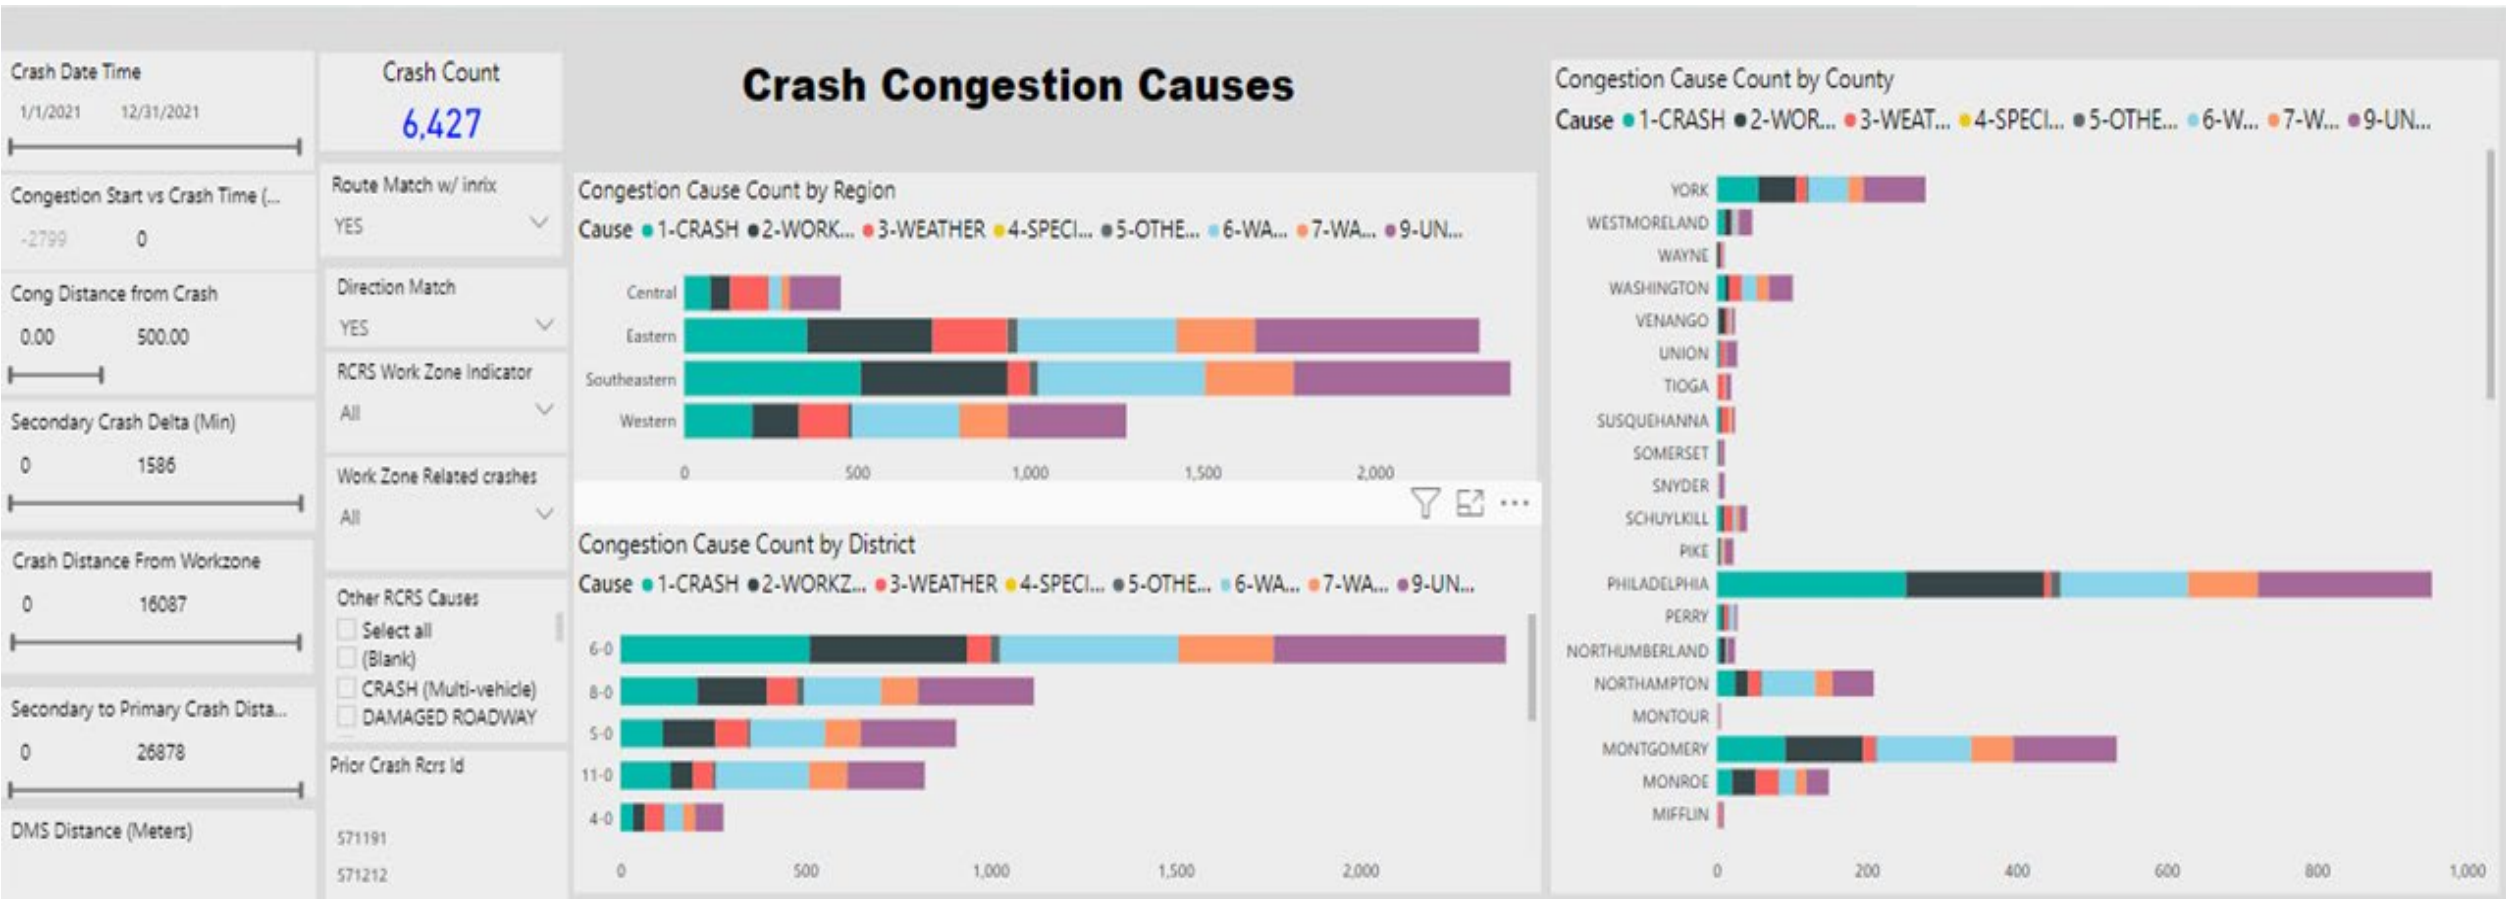 Crash Date Time
1/1/2021 12/31/2021
Congestion Start vs Crash Time (...
-2799 0
Cong Distance from Crash
0.00 500.00
Secondary Crash Delta (Min)
0 1586
Crash Distance From Workzone
0 16087
Secondary to Primary Crash Dista...
0 26878
DMS Distance (Meters)
Crash Count
6,427
Route Match w/ inrix
YES
Direction Match
YES
RCRS Work Zone Indicator
All
Work Zone Related crashes
All
Other RCRS Causes
Select all
(Blank)
CRASH (Multi-vehicle)
DAMAGED ROADWAY
Prior Crash Rcrs Id
571191
571212
Crash Congestion Causes
Congestion Cause Count by Region
Cause 1-CRASH 2-WORK... 3-WEATHER 4-SPECI... 5-OTHE... 6-WA... 7-WA... 9-UN...
Central
Eastern
Southeastern
Western
0 500 1,000 1,500 2,000
Congestion Cause Count by District
Cause 1-CRASH 2-WORKZ... 3-WEATHER 4-SPECI... 5-OTHE... 6-WA... 7-WA... 9-UN...
6-0
8-0
5-0
11-0
4-0
0 500 1,000 1,500 2,000
Congestion Cause Count by County
Cause 1-CRASH 2-WOR... 3-WEAT... 4-SPECI... 5-OTHE... 6-W... 7-W... 9-UN...
YORK
WESTMORELAND
WAYNE
WASHINGTON
VENANGO
UNION
TIOGA
SUSQUEHANNA
SOMERSET
SNYDER
SCHUYLKILL
PIKE
PHILADELPHIA
PERRY
NORTHUMBERLAND
NORTHAMPTON
MONTOUR
MONTGOMERY
MONROE
MIFFLIN
0 200 400 600 800 1,000